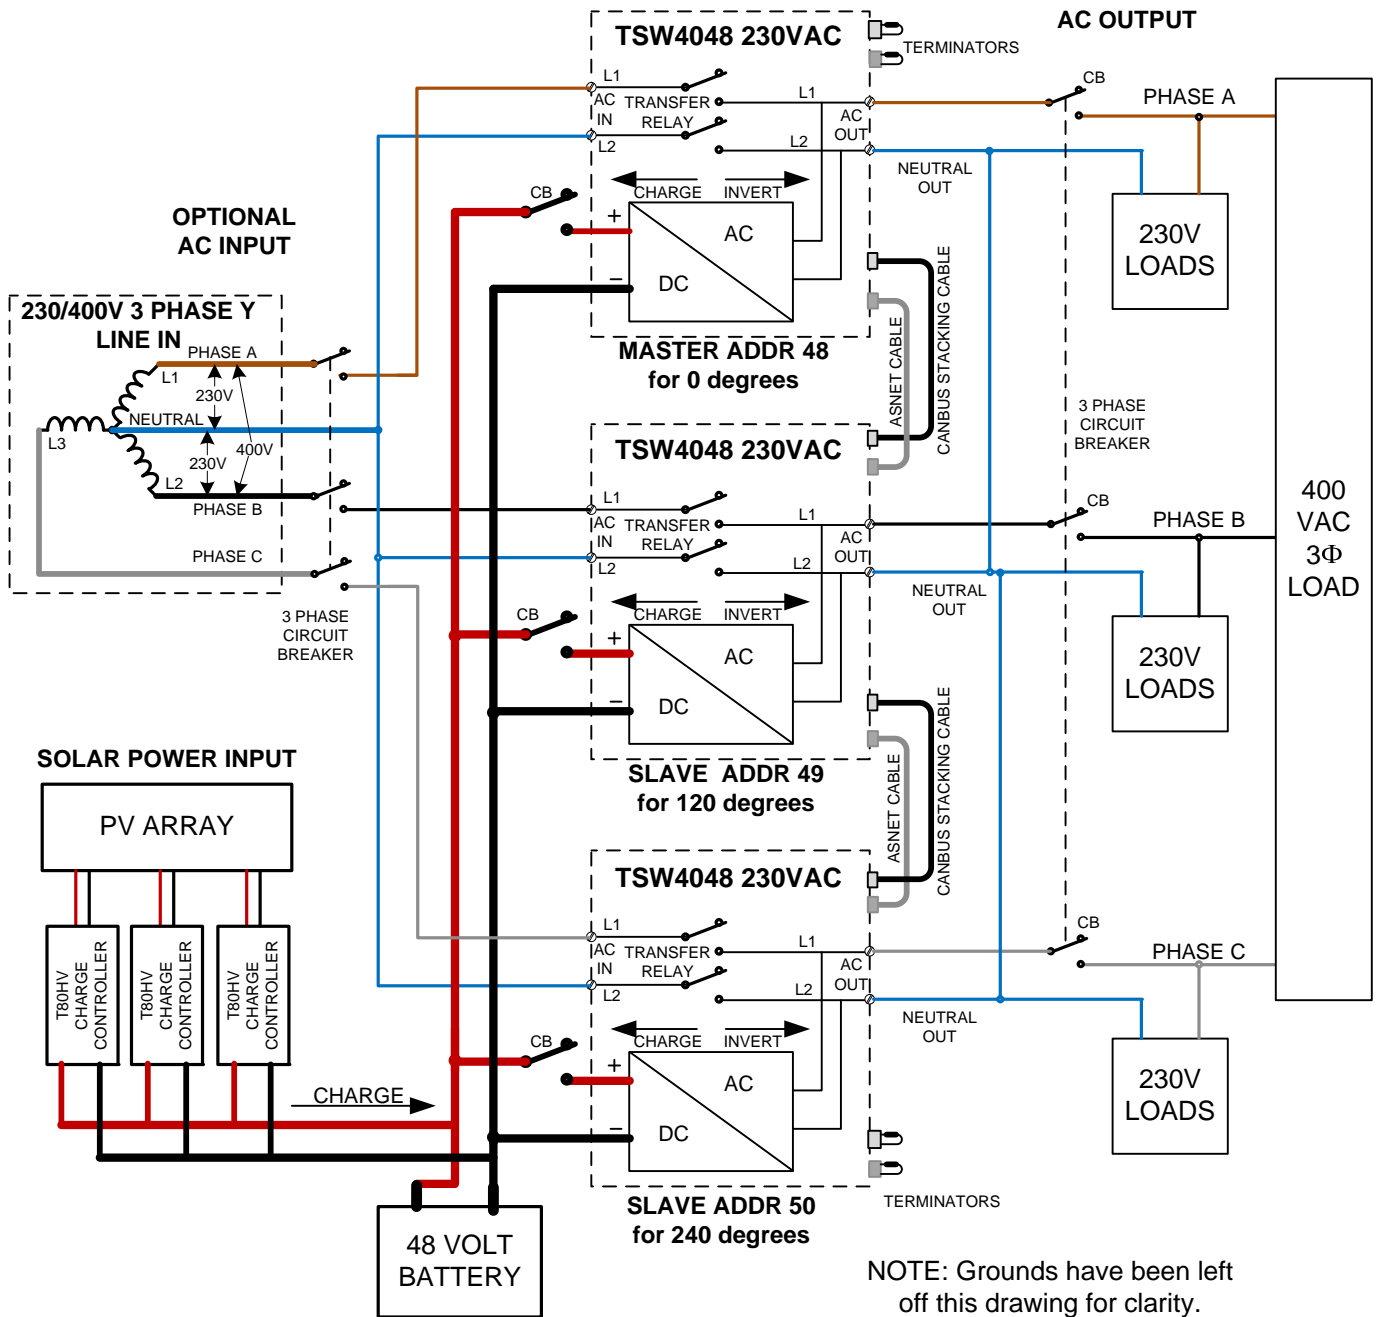 TSW4048 230VAC
AC OUTPUT
TERMINATORS
L1
AC
IN
L2
TRANSFER
RELAY
L1
L2
AC
OUT
CB
PHASE A
NEUTRAL
OUT
CB
CHARGE
INVERT
+
AC
–
DC
230V
LOADS
MASTER ADDR 48
for 0 degrees
OPTIONAL
AC INPUT
230/400V 3 PHASE Y
LINE IN
PHASE A
L1
230V
NEUTRAL
L3
230V
400V
L2
PHASE B
PHASE C
3 PHASE
CIRCUIT
BREAKER
ASNET CABLE
CANBUS STACKING CABLE
3 PHASE
CIRCUIT
BREAKER
TSW4048 230VAC
L1
AC
IN
L2
TRANSFER
RELAY
L1
L2
AC
OUT
CB
PHASE B
NEUTRAL
OUT
CB
CHARGE
INVERT
+
AC
–
DC
230V
LOADS
400
VAC
3Φ
LOAD
SLAVE ADDR 49
for 120 degrees
ASNET CABLE
CANBUS STACKING CABLE
SOLAR POWER INPUT
PV ARRAY
T80HV
CHARGE
CONTROLLER
T80HV
CHARGE
CONTROLLER
T80HV
CHARGE
CONTROLLER
CHARGE
TSW4048 230VAC
L1
AC
IN
L2
TRANSFER
RELAY
L1
L2
AC
OUT
CB
PHASE C
NEUTRAL
OUT
CB
CHARGE
INVERT
+
AC
–
DC
230V
LOADS
TERMINATORS
SLAVE ADDR 50
for 240 degrees
48 VOLT
BATTERY
NOTE: Grounds have been left
off this drawing for clarity.